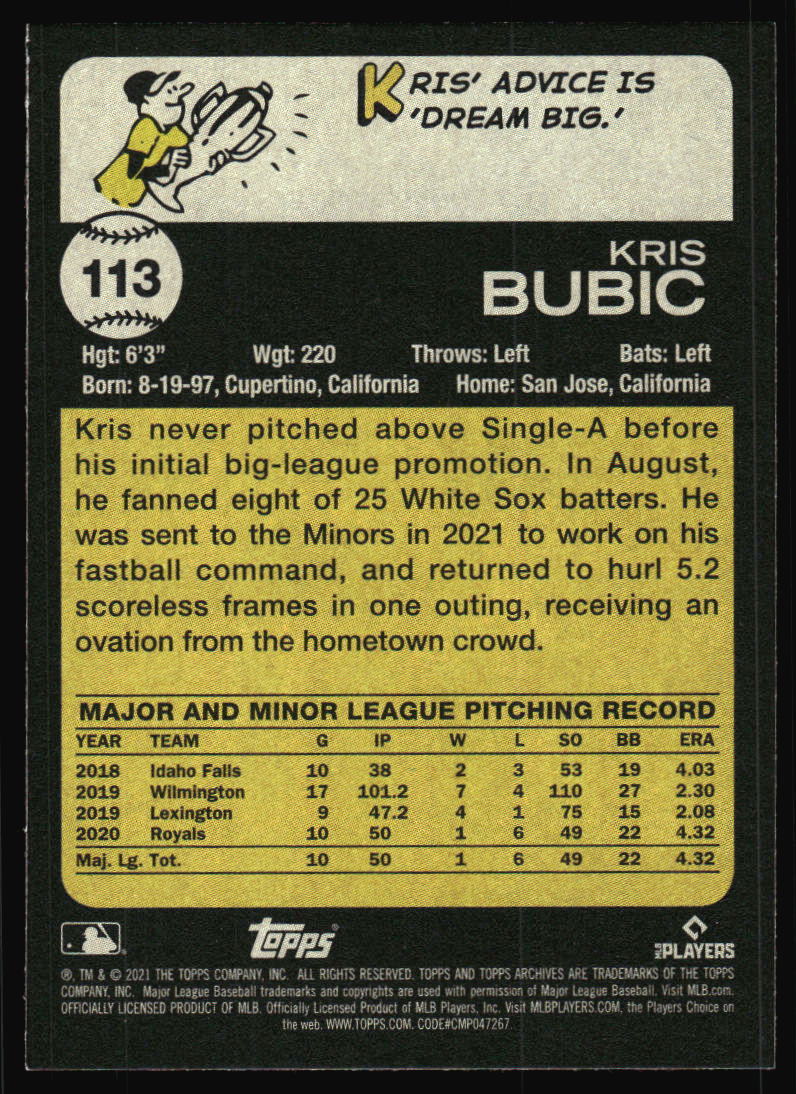 KRIS' ADVICE IS
'DREAM BIG.'
113
KRIS
BUBIC
Hgt: 6'3" Wgt: 220 Throws: Left Bats: Left
Born: 8-19-97, Cupertino, California Home: San Jose, California
Kris never pitched above Single-A before
his initial big-league promotion. In August,
he fanned eight of 25 White Sox batters. He
was sent to the Minors in 2021 to work on his
fastball command, and returned to hurl 5.2
scoreless frames in one outing, receiving an
ovation from the hometown crowd.
MAJOR AND MINOR LEAGUE PITCHING RECORD
YEAR TEAM G IP W L SO BB ERA
2018 Idaho Falls 10 38 2 3 53 19 4.03
2019 Wilmington 17 101.2 7 4 110 27 2.30
2019 Lexington 9 47.2 4 1 75 15 2.08
2020 Royals 10 50 1 6 49 22 4.32
Maj. Lg. Tot. 10 50 1 6 49 22 4.32
Topps® MLB PLAYERS
®, TM & © 2021 THE TOPPS COMPANY, INC. ALL RIGHTS RESERVED. TOPPS AND TOPPS ARCHIVES ARE TRADEMARKS OF THE TOPPS
COMPANY, INC. Major League Baseball trademarks and copyrights are used with permission of Major League Baseball. Visit MLB.com.
OFFICIALLY LICENSED PRODUCT OF MLB. Officially Licensed Product of MLB Players, Inc. Visit MLBPLAYERS.COM, the Players Choice on
the web. WWW.TOPPS.COM. CODE#CMP047267